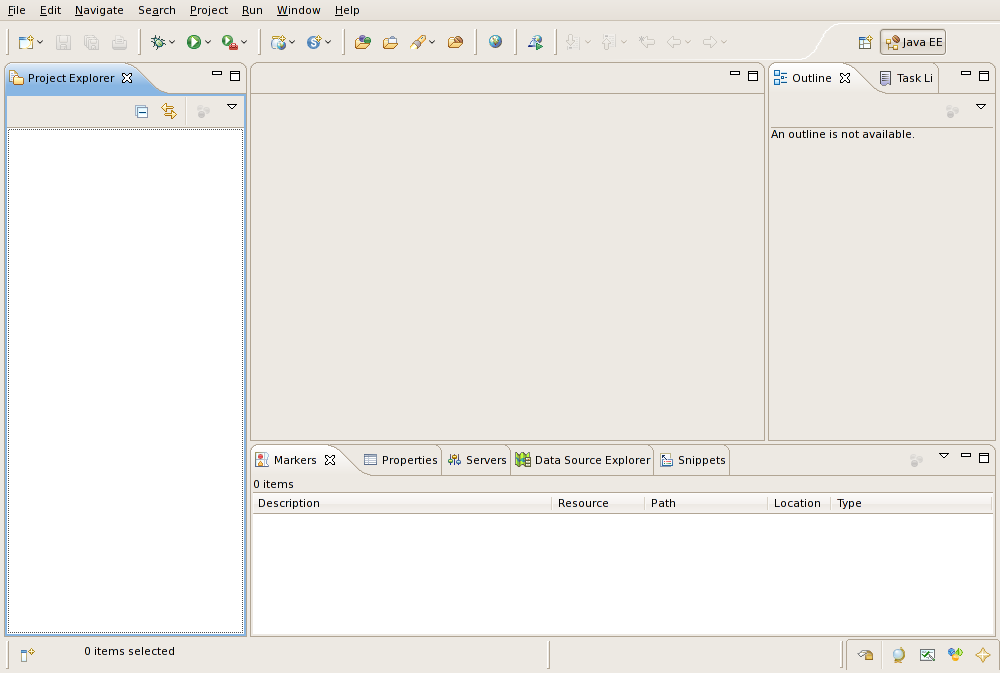 File Edit Navigate Search Project Run Window Help
Java EE
Project Explorer
Outline Task Li
An outline is not available.
Markers Properties Servers Data Source Explorer Snippets
0 items
Description Resource Path Location Type
0 items selected